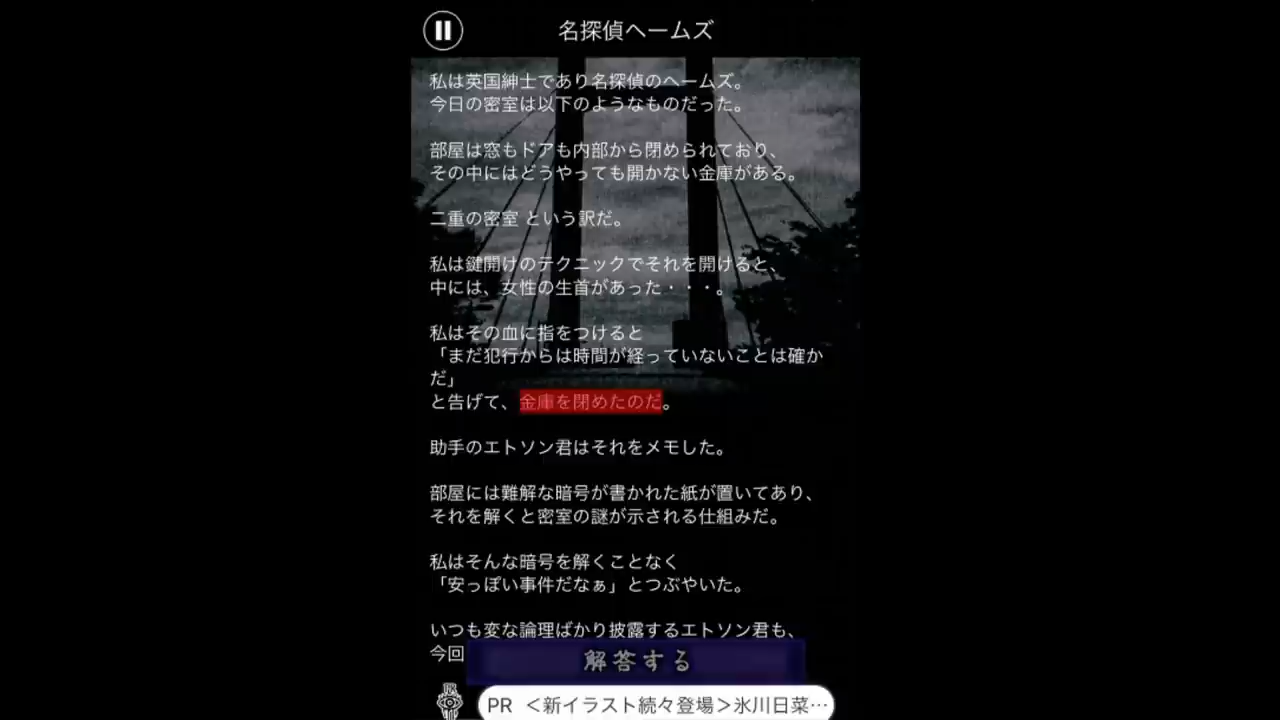 名探偵ヘームズ
私は英国紳士であり名探偵のヘームズ。
今日の密室は以下のようなものだった。
部屋は窓もドアも内部から閉められており、
その中にはどうやっても開かない金庫がある。
二重の密室 という訳だ。
私は鍵開けのテクニックでそれを開けると、
中には、女性の生首があった・・・。
私はその血に指をつけると
「まだ犯行からは時間が経っていないことは確か
だ」
と告げて、金庫を閉めたのだ。
助手のエトソン君はそれをメモした。
部屋には難解な暗号が書かれた紙が置いてあり、
それを解くと密室の謎が示される仕組みだ。
私はそんな暗号を解くことなく
「安っぽい事件だなぁ」とつぶやいた。
いつも変な論理ばかり披露するエトソン君も、
今回
解答する
PR ＜新イラスト続々登場＞氷川日菜…